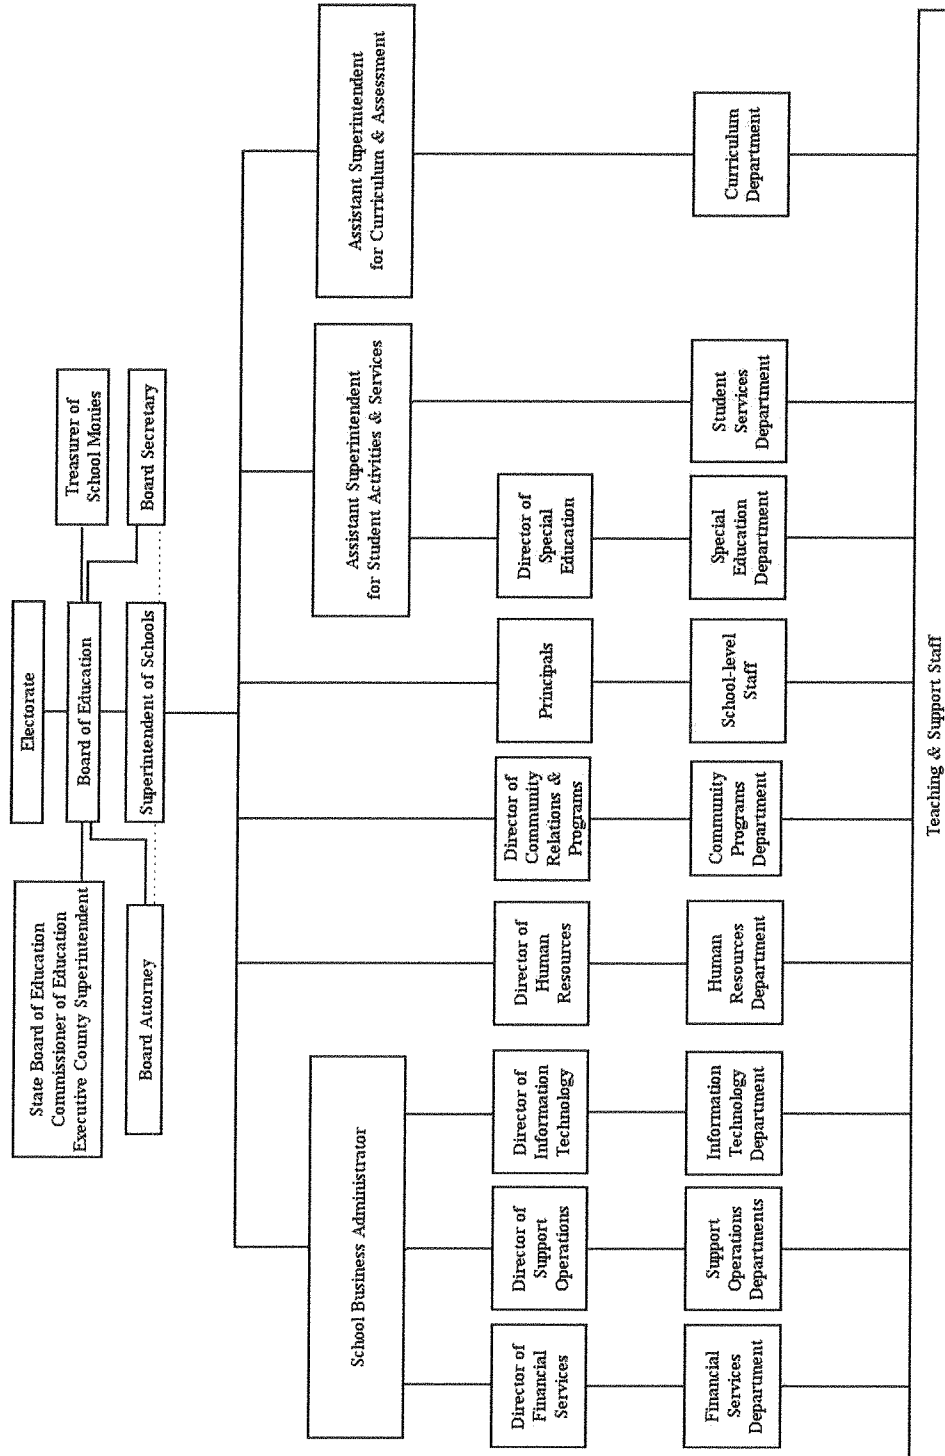 Electorate
State Board of Education
Commissioner of Education
Executive County Superintendent
Board of Education
Treasurer of
School Monies
Board Attorney
Superintendent of Schools
Board Secretary
School Business Administrator
Assistant Superintendent
for Student Activities & Services
Assistant Superintendent
for Curriculum & Assessment
Director of
Financial
Services
Director of
Support
Operations
Director of
Information
Technology
Director of
Human
Resources
Director of
Community
Relations &
Programs
Principals
Director of
Special
Education
Financial
Services
Department
Support
Operations
Departments
Information
Technology
Department
Human
Resources
Department
Community
Programs
Department
School-level
Staff
Special
Education
Department
Student
Services
Department
Curriculum
Department
Teaching & Support Staff